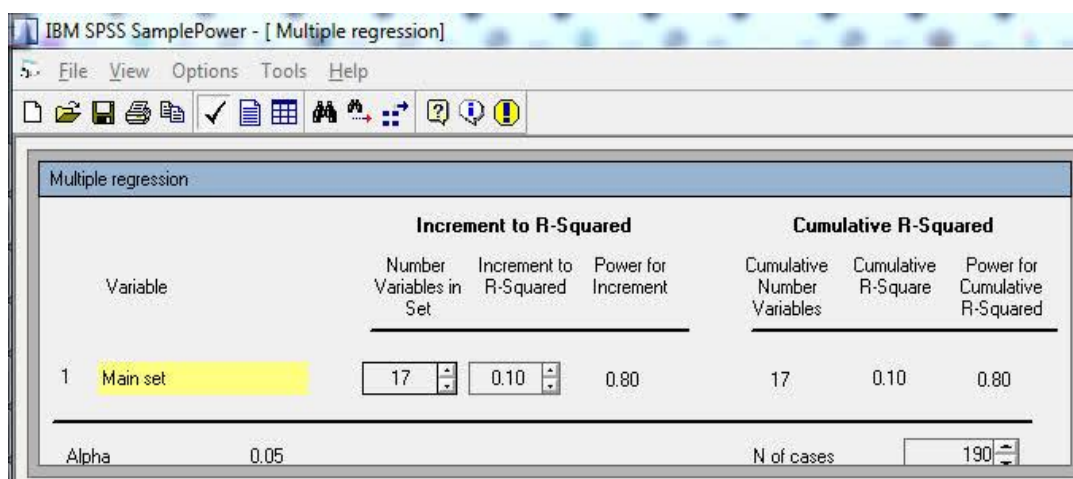 IBM SPSS SamplePower - [ Multiple regression]
File View Options Tools Help
Multiple regression
Increment to R-Squared Cumulative R-Squared
Variable
Number Variables in Set
Increment to R-Squared
Power for Increment
Cumulative Number Variables
Cumulative R-Square
Power for Cumulative R-Squared
1 Main set 17 0.10 0.80 17 0.10 0.80
Alpha 0.05 N of cases 190